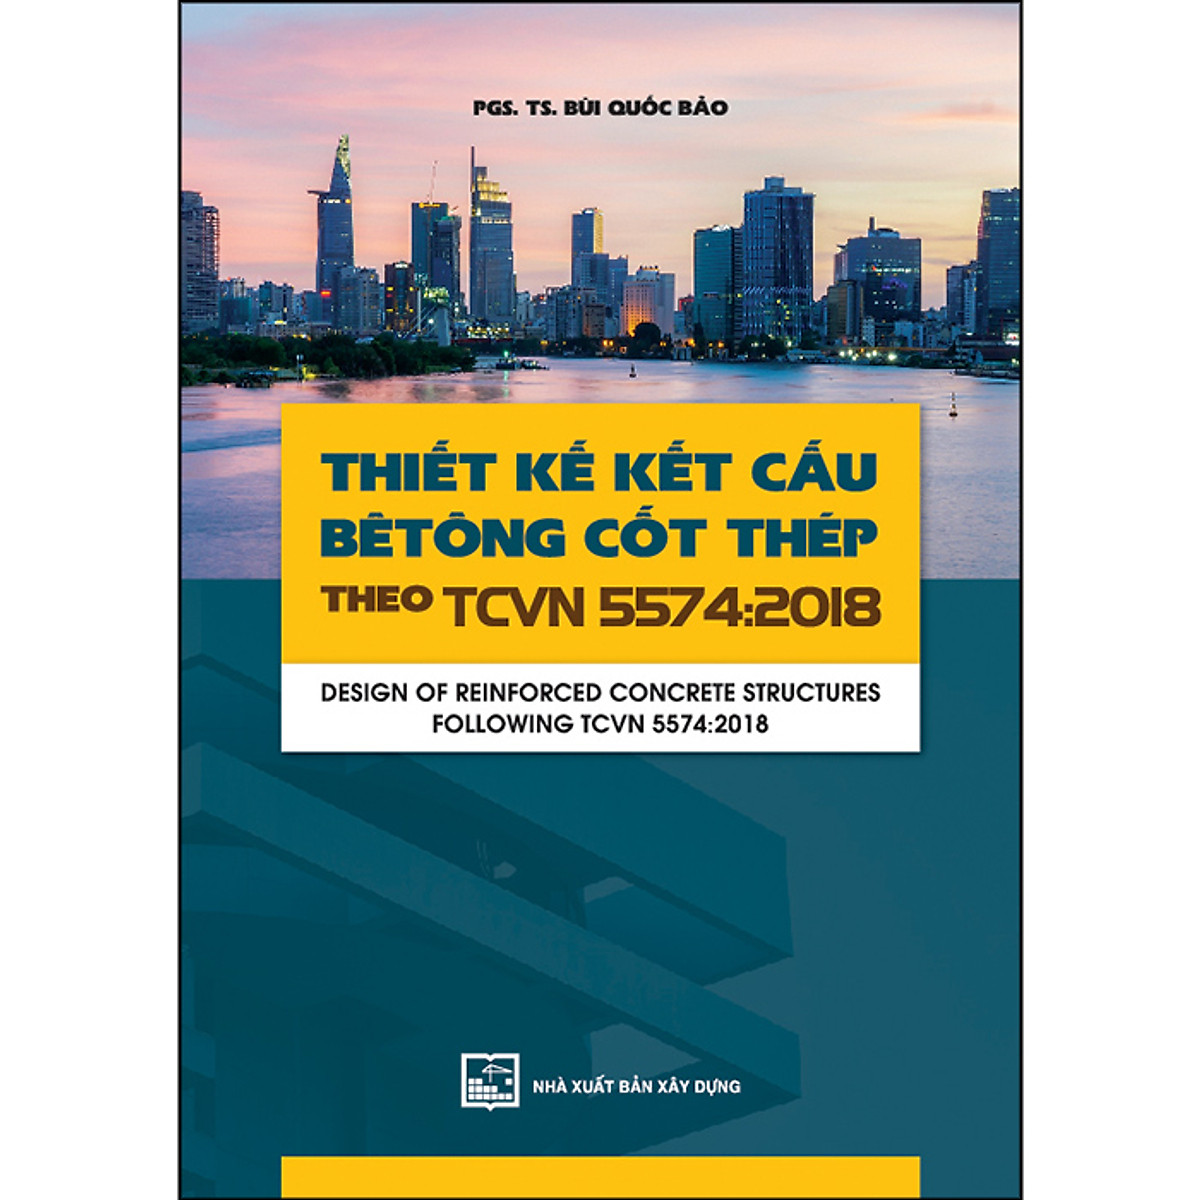 PGS. TS. BÙI QUỐC BẢO
THIẾT KẾ KẾT CẤU
BÊTÔNG CỐT THÉP
THEO TCVN 5574:2018
DESIGN OF REINFORCED CONCRETE STRUCTURES
FOLLOWING TCVN 5574:2018
NHÀ XUẤT BẢN XÂY DỰNG